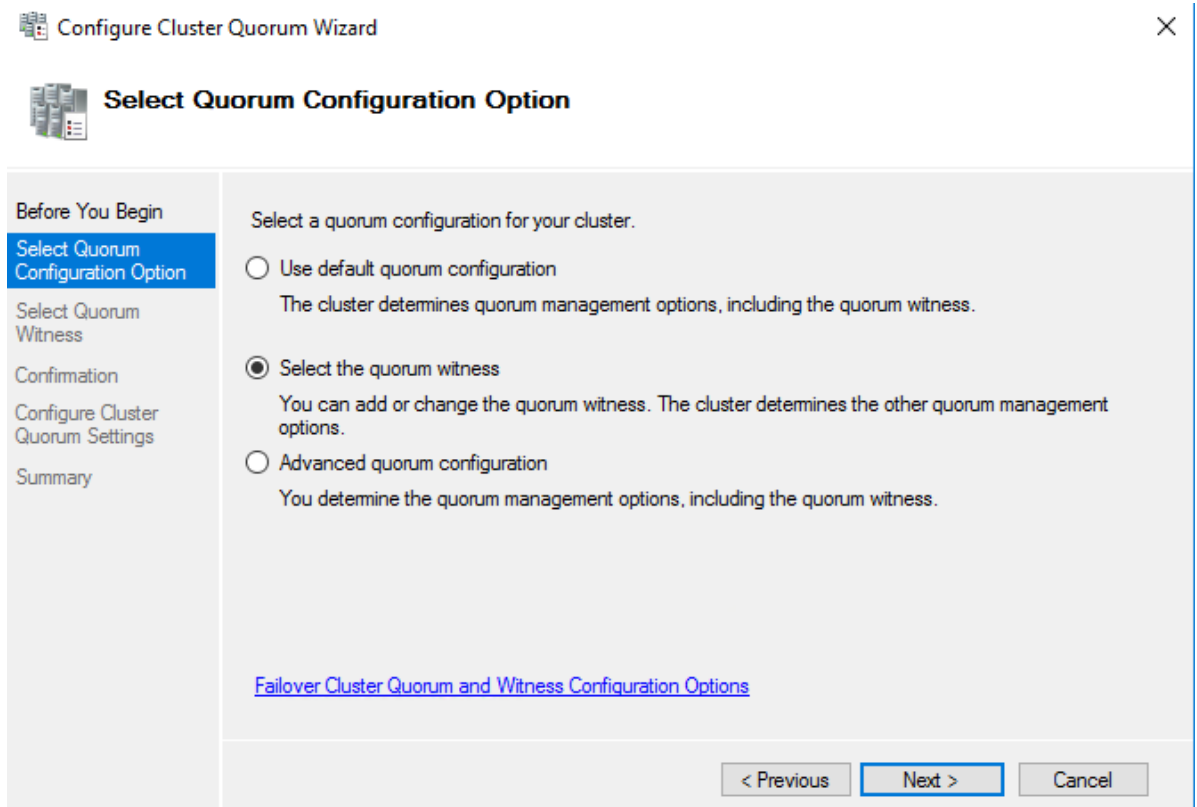 Configure Cluster Quorum Wizard
Select Quorum Configuration Option
Before You Begin
Select Quorum
Configuration Option
Select Quorum
Witness
Confirmation
Configure Cluster
Quorum Settings
Summary
Select a quorum configuration for your cluster.
Use default quorum configuration
The cluster determines quorum management options, including the quorum witness.
Select the quorum witness
You can add or change the quorum witness. The cluster determines the other quorum management
options.
Advanced quorum configuration
You determine the quorum management options, including the quorum witness.
Failover Cluster Quorum and Witness Configuration Options
< Previous
Next >
Cancel